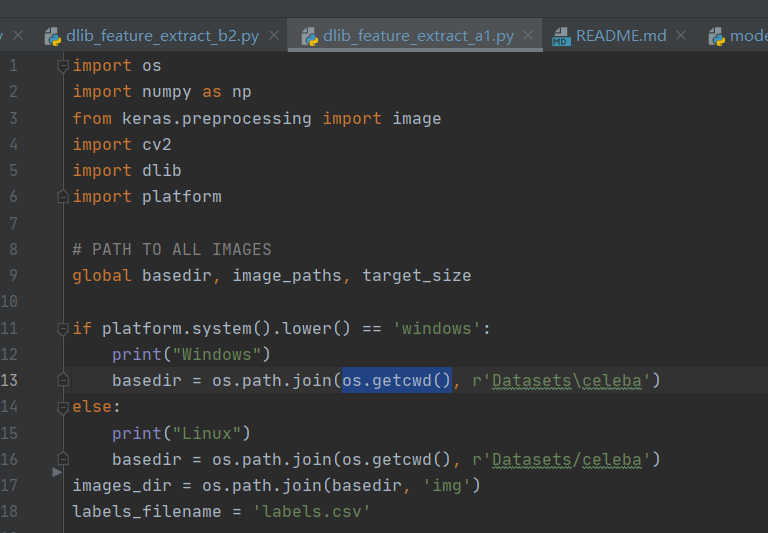 dlib_feature_extract_b2.py dlib_feature_extract_a1.py MD README.md
1 import os
2 import numpy as np
3 from keras.preprocessing import image
4 import cv2
5 import dlib
6 import platform
7
8 # PATH TO ALL IMAGES
9 global basedir, image_paths, target_size
10
11 if platform.system().lower() == 'windows':
12     print("Windows")
13     basedir = os.path.join(os.getcwd(), r'Datasets\celeba')
14 else:
15     print("Linux")
16     basedir = os.path.join(os.getcwd(), r'Datasets/celeba')
17 images_dir = os.path.join(basedir, 'img')
18 labels_filename = 'labels.csv'